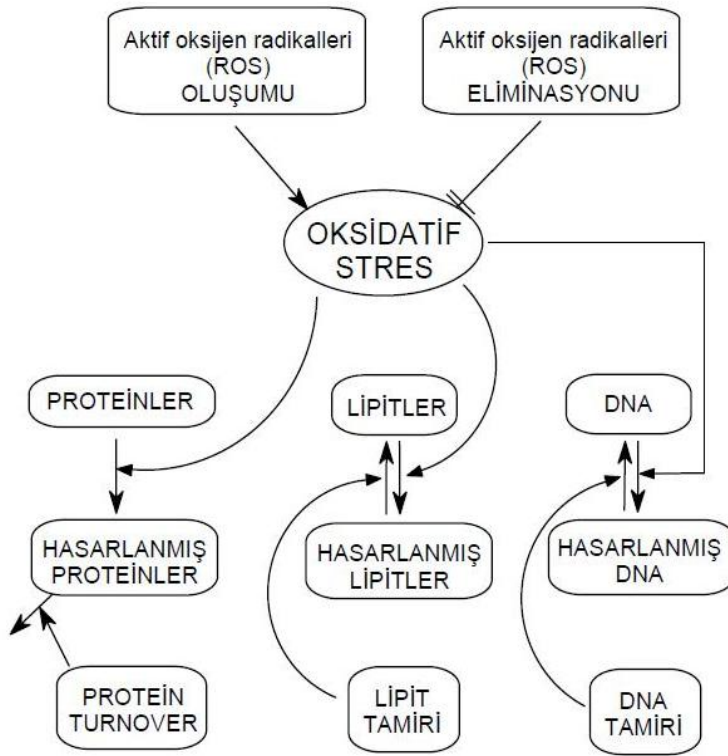 Aktif oksijen radikalleri
(ROS)
OLUŞUMU
Aktif oksijen radikalleri
(ROS)
ELİMİNASYONU
OKSİDATİF
STRES
PROTEİNLER
LİPİTLER
DNA
HASARLANMIŞ
PROTEİNLER
HASARLANMIŞ
LİPİTLER
HASARLANMIŞ
DNA
PROTEİN
TURNOVER
LİPİT
TAMİRİ
DNA
TAMİRİ